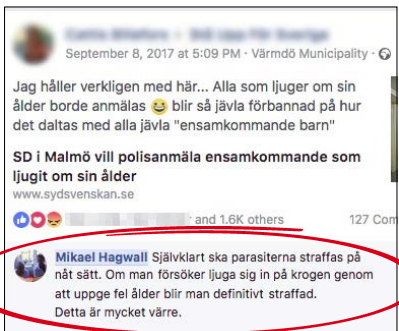 September 8, 2017 at 5:09 PM · Värmdö Municipality ·
Jag håller verkligen med här... Alla som ljuger om sin
ålder borde anmälas 😄 blir så jävla förbannad på hur
det daltas med alla jävla "ensamkommande barn"
SD i Malmö vill polisanmäla ensamkommande som
ljugit om sin ålder
www.sydsvenskan.se
and 1.6K others 127 Com
Mikael Hagwall Självklart ska parasiterna straffas på
nåt sätt. Om man försöker ljuga sig in på krogen genom
att uppge fel ålder blir man definitivt straffad.
Detta är mycket värre.